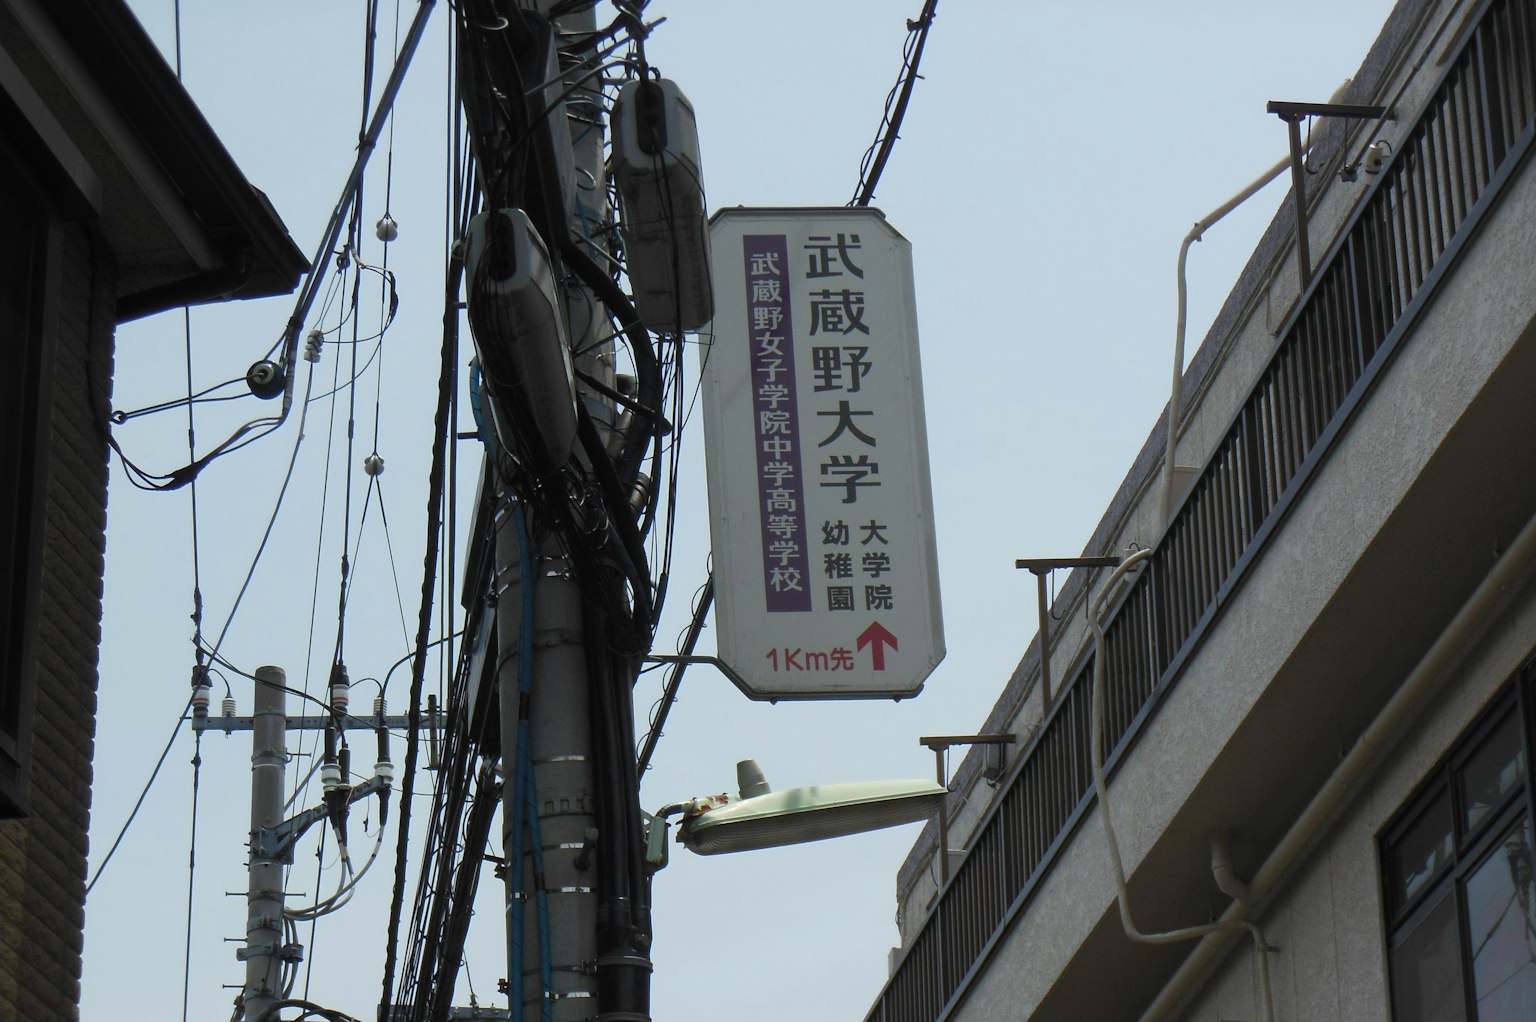 武蔵野大学
大学院
幼稚園
武蔵野女子学院中学高等学校
1Km先↑